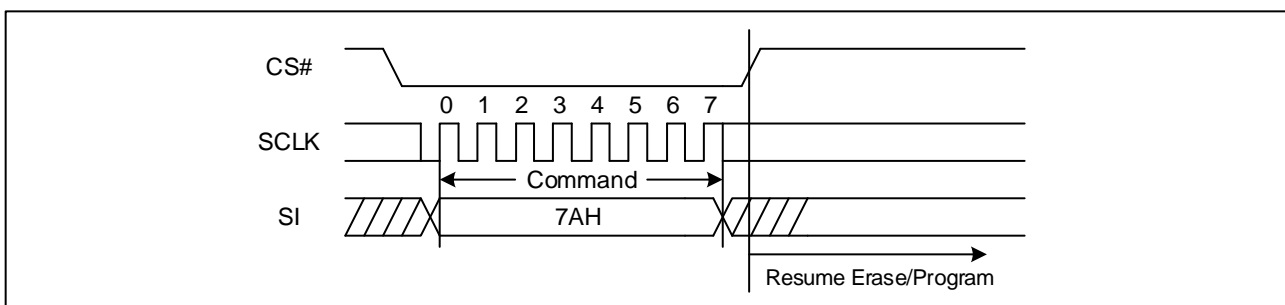 CS#
0 1 2 3 4 5 6 7
SCLK
Command
SI
7AH
Resume Erase/Program